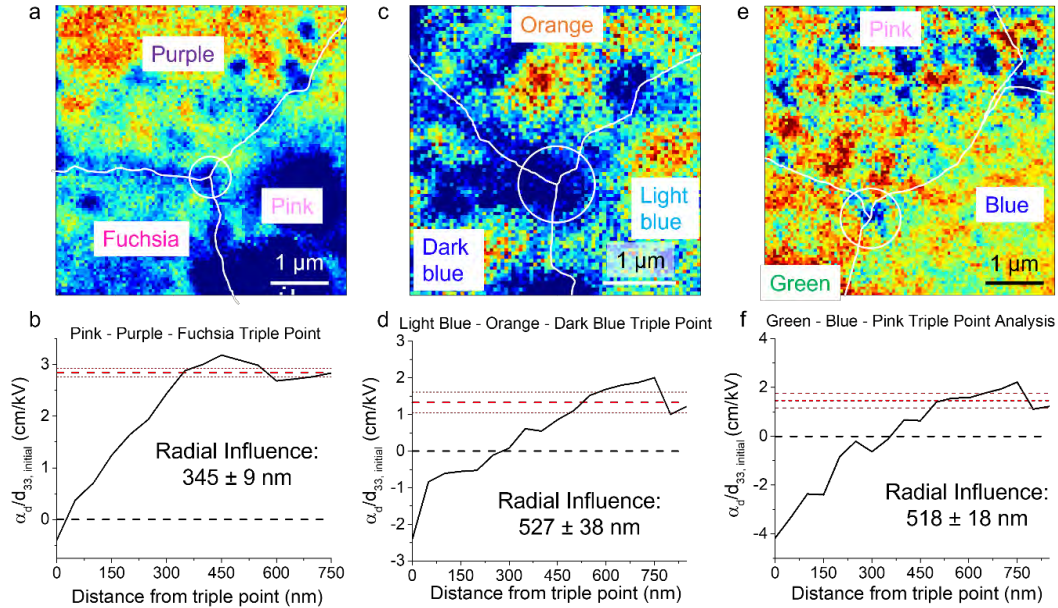 a
Purple
Fuchsia
Pink
1 μm
c
Orange
Light
blue
Dark
blue
1 μm
e
Pink
Blue
Green
1 μm
b
Pink - Purple - Fuchsia Triple Point
3
2
1
0
αd/d33, initial (cm/kV)
Radial Influence:
345 ± 9 nm
0 150 300 450 600 750
Distance from triple point (nm)
d
Light Blue - Orange - Dark Blue Triple Point
3
2
1
0
-1
-2
-3
αd/d33, initial (cm/kV)
Radial Influence:
527 ± 38 nm
0 150 300 450 600 750
Distance from triple point (nm)
f
Green - Blue - Pink Triple Point Analysis
4
2
0
-2
-4
αd/d33, initial (cm/kV)
Radial Influence:
518 ± 18 nm
0 150 300 450 600 750
Distance from triple point (nm)